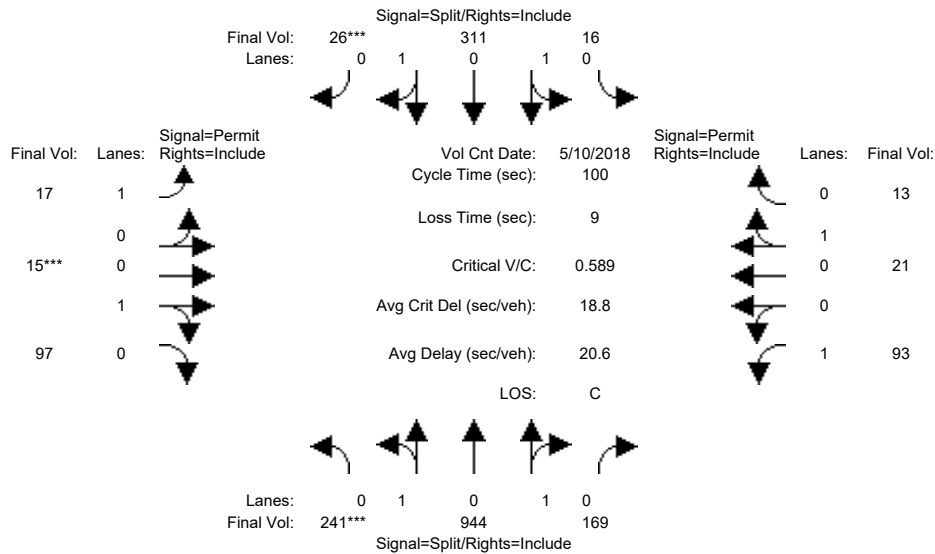 Signal=Split/Rights=Include
Final Vol: 26*** 311 16
Lanes: 0 1 0 1 0
Signal=Permit
Final Vol: Lanes: Rights=Include
Vol Cnt Date: 5/10/2018
Signal=Permit
Rights=Include Lanes: Final Vol:
Cycle Time (sec): 100
17 1
0 13
Loss Time (sec): 9
0
1
15*** 0
Critical V/C: 0.589
0 21
1
Avg Crit Del (sec/veh): 18.8
0
97 0
Avg Delay (sec/veh): 20.6
1 93
LOS: C
Lanes: 0 1 0 1 0
Final Vol: 241*** 944 169
Signal=Split/Rights=Include